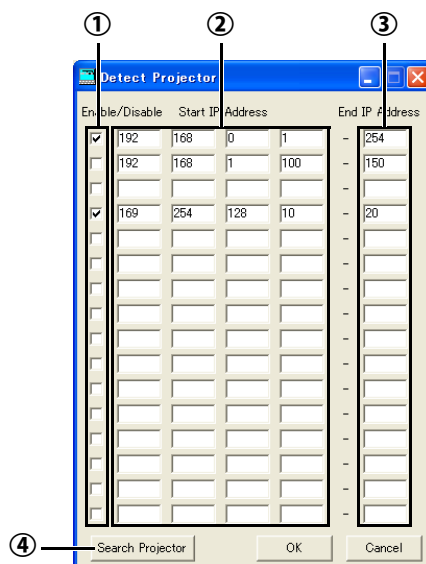 ① ② ③
Detect Projector
Enable/Disable Start IP Address End IP Address
192 168 0 1 - 254
192 168 1 100 - 150
-
169 254 128 10 - 20
-
-
-
-
-
-
-
-
-
-
-
-
④ Search Projector OK Cancel